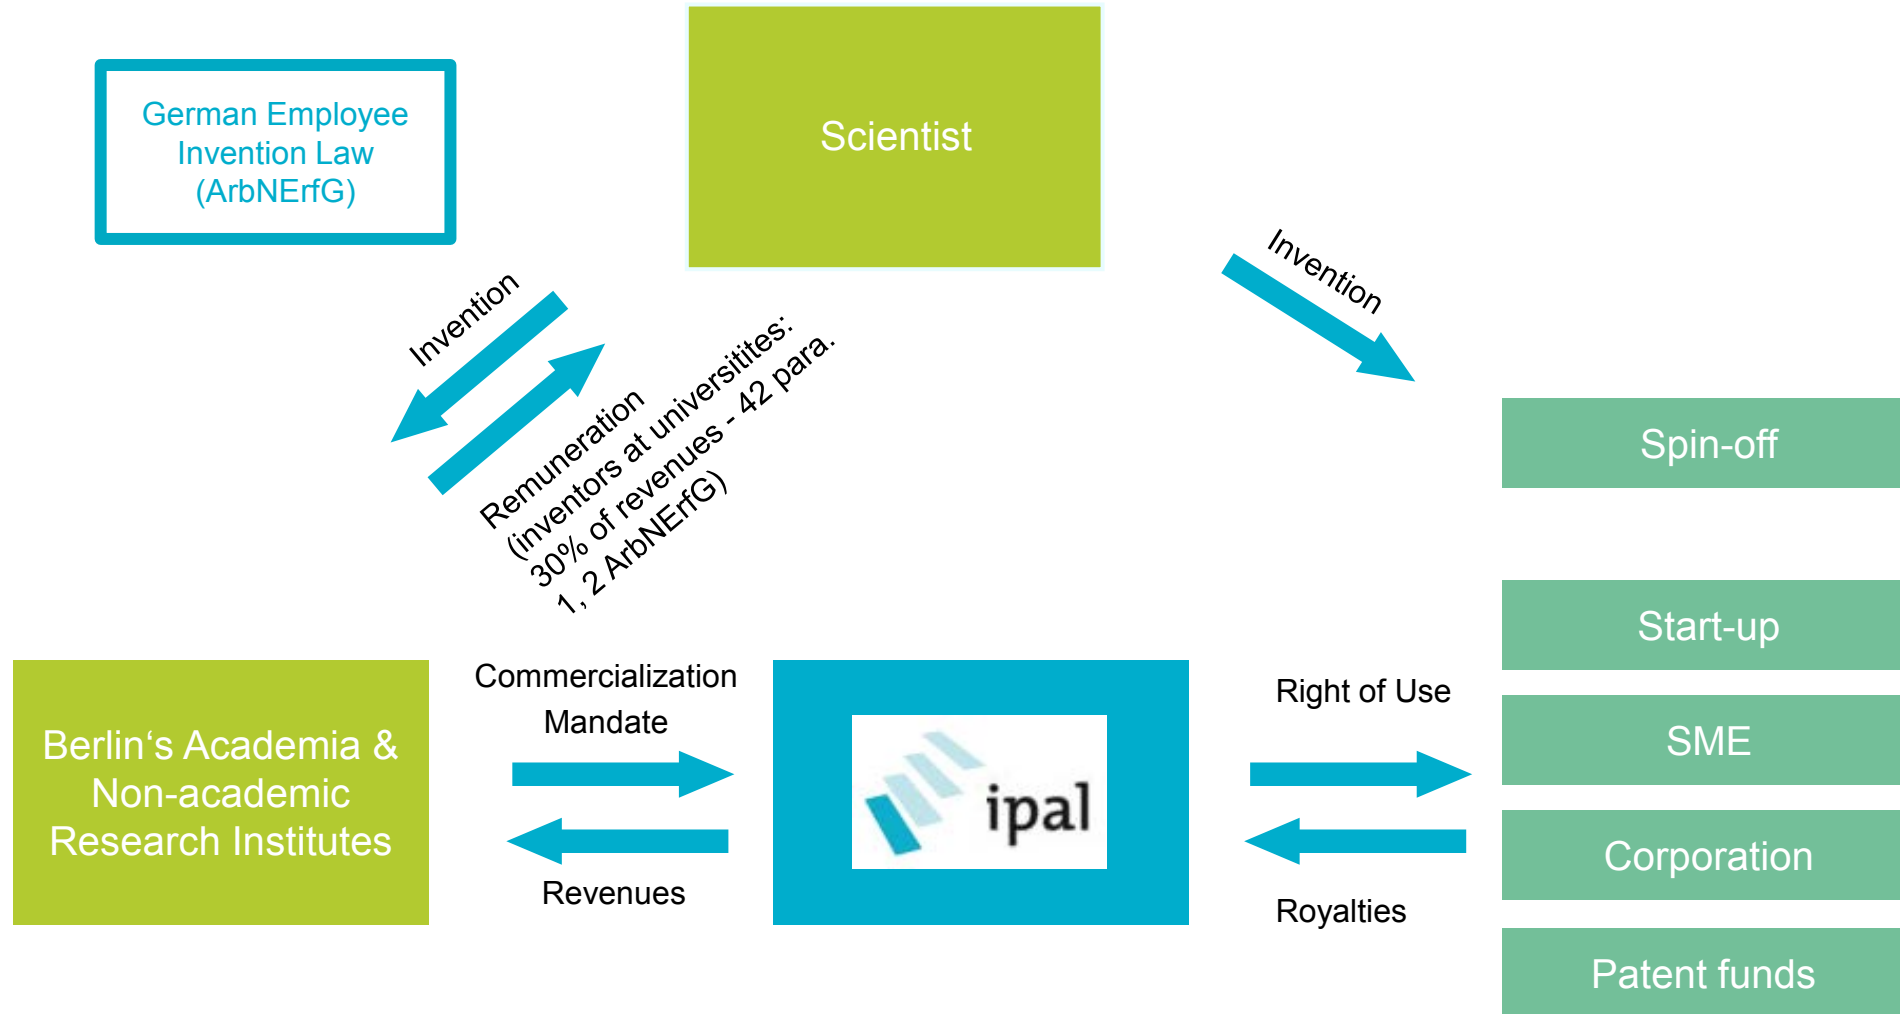 German Employee
Invention Law
(ArbNErfG)
Scientist
Invention
Invention
Remuneration
(inventors at universitites:
30% of revenues - 42 para.
1, 2 ArbNErfG)
Spin-off
Start-up
SME
Corporation
Patent funds
Berlin‘s Academia &
Non-academic
Research Institutes
Commercialization
Mandate
Revenues
ipal
Right of Use
Royalties